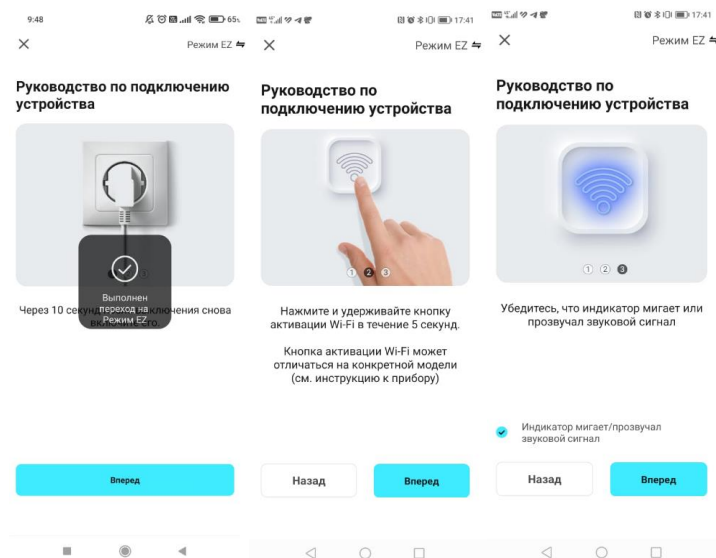 9:48
65%
Режим EZ
Руководство по подключению
устройства
Выполнен
переход на
Режим EZ
Через 10 секунд
ключения снова
включите его.
Вперед
17:41
Режим EZ
Руководство по
подключению устройства
1 2 3
Нажмите и удерживайте кнопку
активации Wi-Fi в течение 5 секунд.
Кнопка активации Wi-Fi может
отличаться на конкретной модели
(см. инструкцию к прибору)
Назад
Вперед
17:41
Режим EZ
Руководство по
подключению устройства
1 2 3
Убедитесь, что индикатор мигает или
прозвучал звуковой сигнал
Индикатор мигает/прозвучал
звуковой сигнал
Назад
Вперед